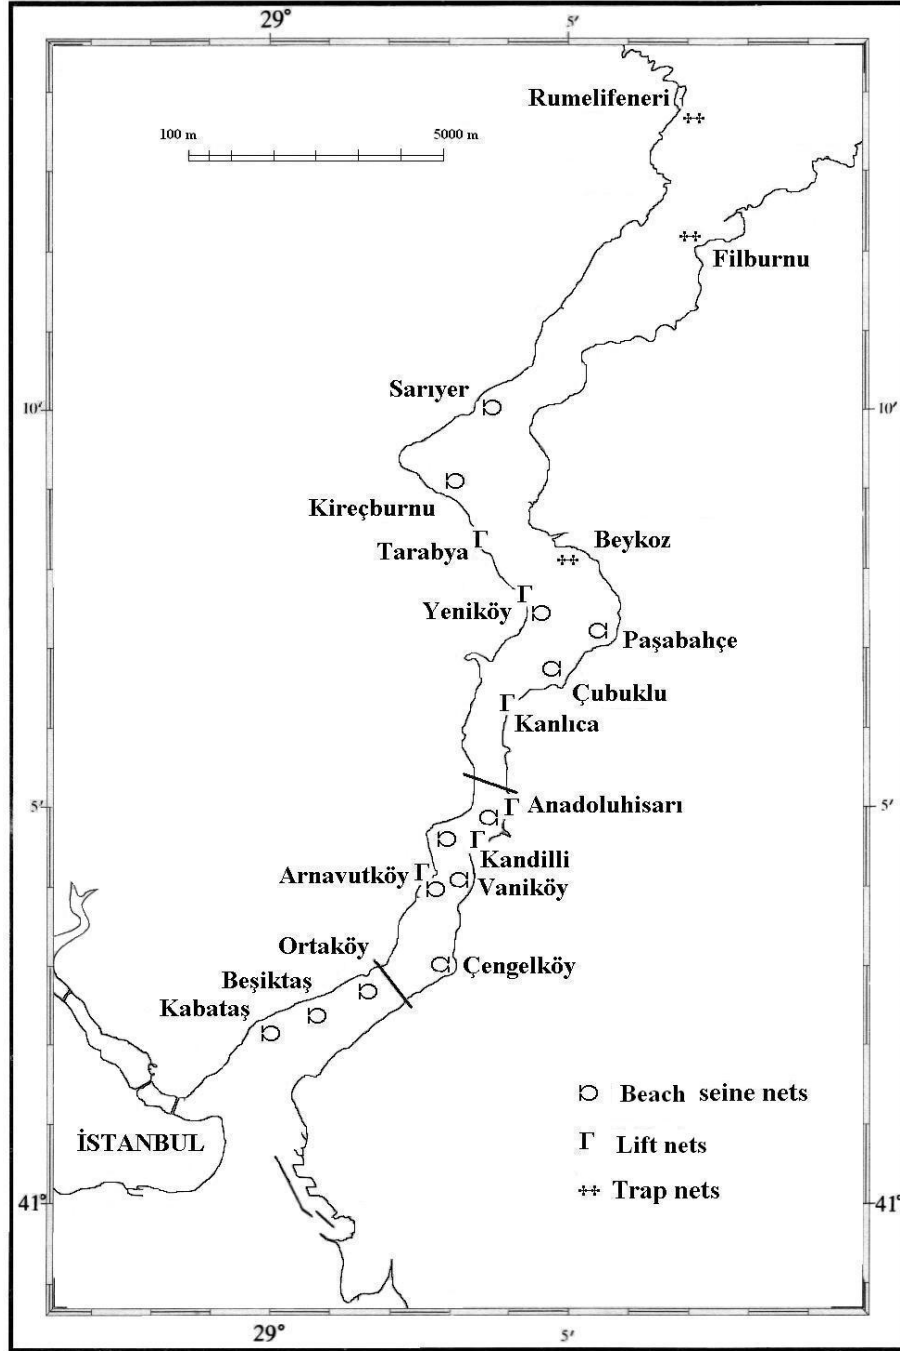 29°
5′
Rumelifeneri
100 m
5000 m
Filburnu
Sarıyer
10′
10′
Kireçburnu
Beykoz
Tarabya
Yeniköy
Paşabahçe
Çubuklu
Kanlıca
5′
Anadoluhisarı
5′
Kandilli
Arnavutköy
Vaniköy
Ortaköy
Çengelköy
Beşiktaş
Kabataş
Beach seine nets
İSTANBUL
Γ Lift nets
Trap nets
41°
41°
29°
5′